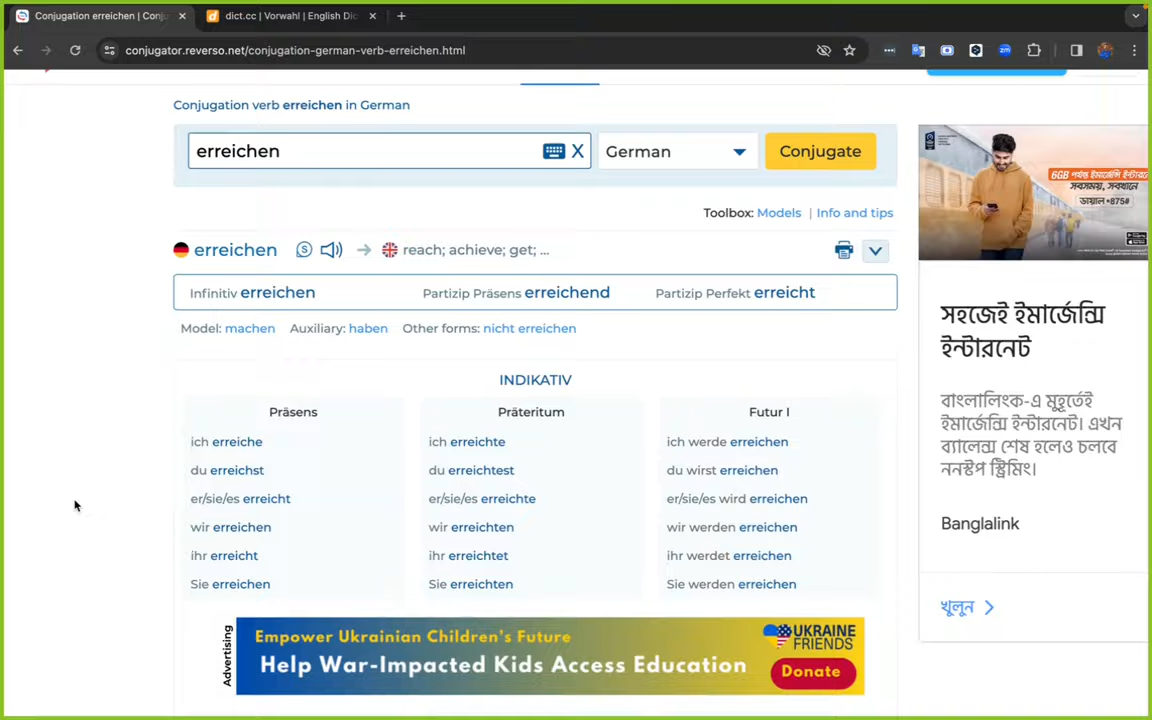 Conjugation erreichen | Conju
dict.cc | Vorwahl | English Dic
conjugator.reverso.net/conjugation-german-verb-erreichen.html
Conjugation verb erreichen in German
erreichen X German Conjugate
Toolbox: Models | Info and tips
erreichen reach; achieve; get; ...
Infinitiv erreichen Partizip Präsens erreichend Partizip Perfekt erreicht
Model: machen Auxiliary: haben Other forms: nicht erreichen
INDIKATIV
Präsens
ich erreiche
du erreichst
er/sie/es erreicht
wir erreichen
ihr erreicht
Sie erreichen
Präteritum
ich erreichte
du erreichtest
er/sie/es erreichte
wir erreichten
ihr erreichtet
Sie erreichten
Futur I
ich werde erreichen
du wirst erreichen
er/sie/es wird erreichen
wir werden erreichen
ihr werdet erreichen
Sie werden erreichen
Advertising
Empower Ukrainian Children's Future
Help War-Impacted Kids Access Education
UKRAINE
FRIENDS
Donate
6GB পর্যন্ত ইমার্জেন্সি ইন্টারনে
সবসময়, সবখানে
ডায়াল *875#
সহজেই ইমার্জেন্সি
ইন্টারনেট
বাংলালিংক-এ মুহূর্তেই
ইমার্জেন্সি ইন্টারনেট। এখন
ব্যালেন্স শেষ হলেও চলবে
ননস্টপ স্ট্রিমিং।
Banglalink
খুলুন